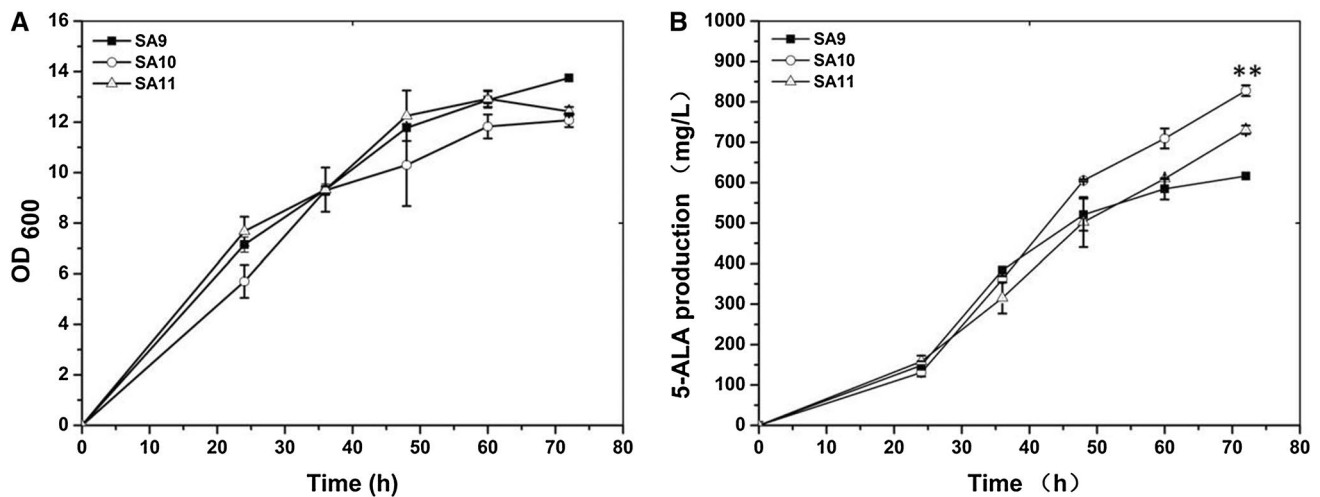 A
16
14
12
10
8
6
4
2
0
OD 600
SA9
SA10
SA11
0 10 20 30 40 50 60 70 80
Time (h)
B
1000
900
800
700
600
500
400
300
200
100
0
5-ALA production （mg/L）
SA9
SA10
SA11
**
0 10 20 30 40 50 60 70 80
Time （h）